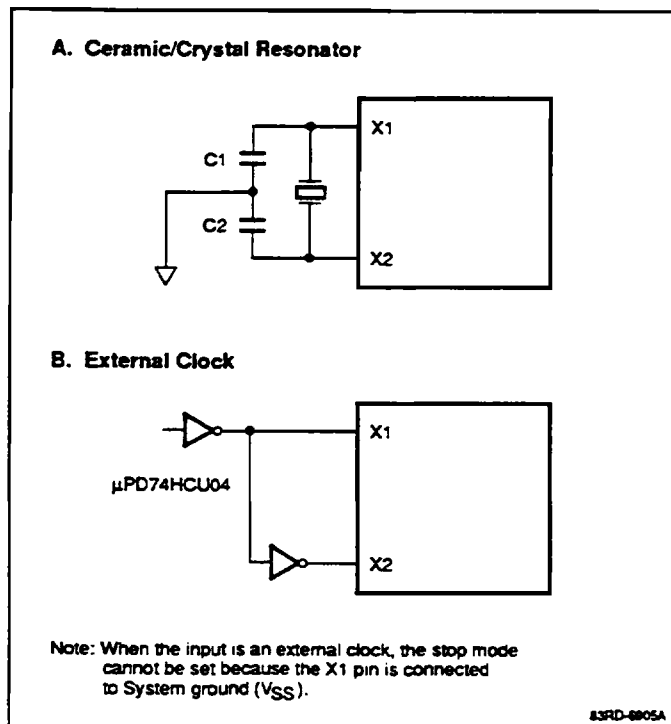 A. Ceramic/Crystal Resonator
X1
C1
C2
X2
B. External Clock
X1
μPD74HCU04
X2
Note: When the input is an external clock, the stop mode
cannot be set because the X1 pin is connected
to System ground (VSS).
83RD-6905A